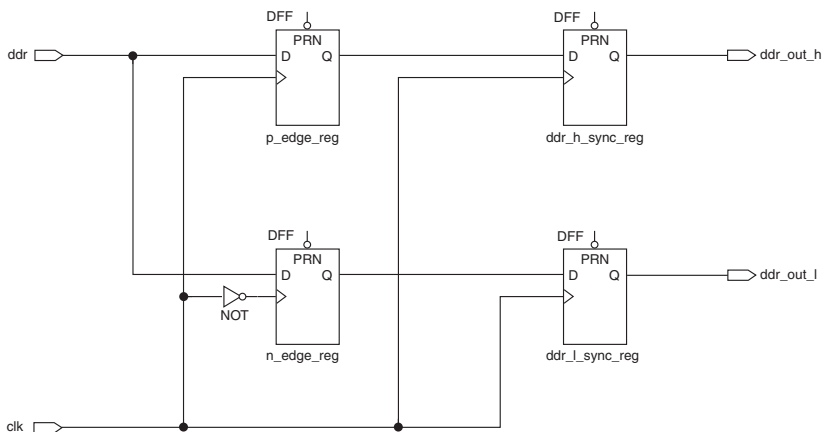 DFF DFF
ddr PRN PRN ddr_out_h
D Q D Q
p_edge_reg ddr_h_sync_reg
DFF DFF
PRN PRN
D Q D Q ddr_out_l
NOT
n_edge_reg ddr_l_sync_reg
clk